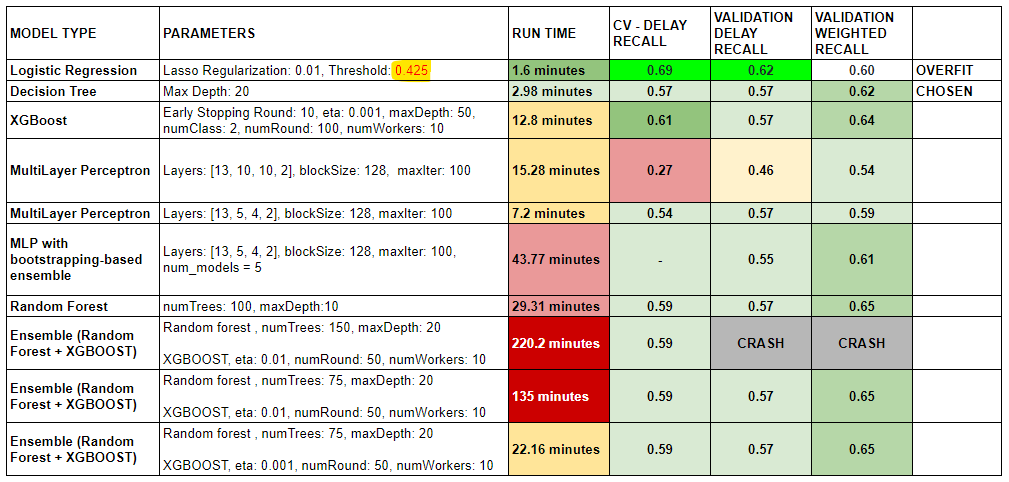 MODEL TYPE PARAMETERS RUN TIME CV - DELAY RECALL VALIDATION DELAY RECALL VALIDATION WEIGHTED RECALL
Logistic Regression Lasso Regularization: 0.01, Threshold: 0.425 1.6 minutes 0.69 0.62 0.60 OVERFIT
Decision Tree Max Depth: 20 2.98 minutes 0.57 0.57 0.62 CHOSEN
XGBoost Early Stopping Round: 10, eta: 0.001, maxDepth: 50, numClass: 2, numRound: 100, numWorkers: 10 12.8 minutes 0.61 0.57 0.64
MultiLayer Perceptron Layers: [13, 10, 10, 2], blockSize: 128, maxIter: 100 15.28 minutes 0.27 0.46 0.54
MultiLayer Perceptron Layers: [13, 5, 4, 2], blockSize: 128, maxIter: 100 7.2 minutes 0.54 0.57 0.59
MLP with bootstrapping-based ensemble Layers: [13, 5, 4, 2], blockSize: 128, maxIter: 100, num_models = 5 43.77 minutes - 0.55 0.61
Random Forest numTrees: 100, maxDepth:10 29.31 minutes 0.59 0.57 0.65
Ensemble (Random Forest + XGBOOST) Random forest , numTrees: 150, maxDepth: 20 XGBOOST, eta: 0.01, numRound: 50, numWorkers: 10 220.2 minutes 0.59 CRASH CRASH
Ensemble (Random Forest + XGBOOST) Random forest , numTrees: 75, maxDepth: 20 XGBOOST, eta: 0.01, numRound: 50, numWorkers: 10 135 minutes 0.59 0.57 0.65
Ensemble (Random Forest + XGBOOST) Random forest , numTrees: 75, maxDepth: 20 XGBOOST, eta: 0.001, numRound: 50, numWorkers: 10 22.16 minutes 0.59 0.57 0.65